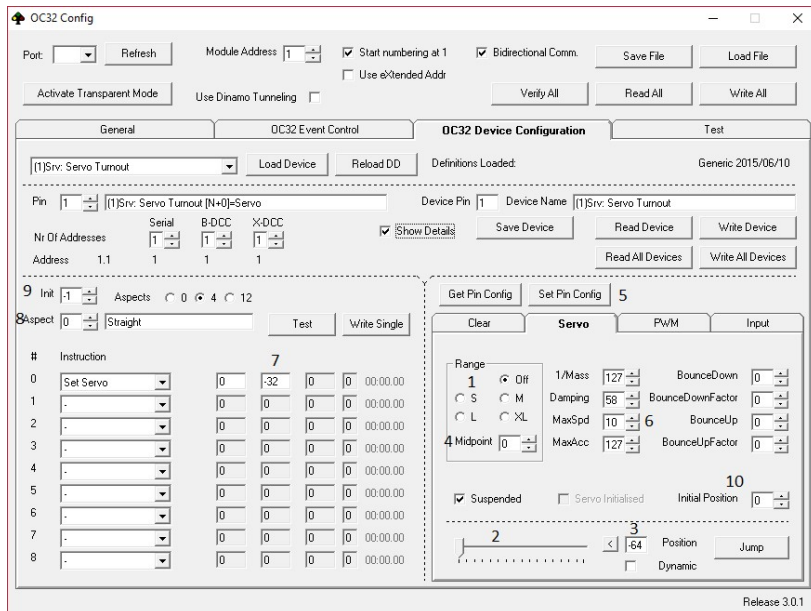 OC32 Config
Port: Refresh Module Address 1 Start numbering at 1 Bidirectional Comm. Save File Load File
Use eXtended Addr
Activate Transparent Mode Use Dinamo Tunneling Verify All Read All Write All
General OC32 Event Control OC32 Device Configuration Test
(1)Srv: Servo Turnout Load Device Reload DD Definitions Loaded: Generic 2015/06/10
Pin 1 (1)Srv: Servo Turnout [N+0]=Servo Device Pin 1 Device Name (1)Srv: Servo Turnout
Serial B-DCC X-DCC
Nr Of Addresses 1 1 1 Show Details Save Device Read Device Write Device
Address 1.1 1 1 1 Read All Devices Write All Devices
9 Init -1 Aspects 0 4 12 Get Pin Config Set Pin Config 5
8 Aspect 0 Straight Test Write Single Clear Servo PWM Input
# Instruction 7
0 Set Servo 0 -32 0 0 00:00.00
1 - 0 0 0 0 00:00.00
2 - 0 0 0 0 00:00.00
3 - 0 0 0 0 00:00.00
4 - 0 0 0 0 00:00.00
5 - 0 0 0 0 00:00.00
6 - 0 0 0 0 00:00.00
7 - 0 0 0 0 00:00.00
8 - 0 0 0 0 00:00.00
Range
1 Off 1/Mass 127 BounceDown 0
S M Damping 58 BounceDownFactor 0
L XL MaxSpd 10 6 BounceUp 0
4 Midpoint 0 MaxAcc 127 BounceUpFactor 0
10
Suspended Servo Initialised Initial Position 0
2 3
< -64 Position Jump
Dynamic
Release 3.0.1